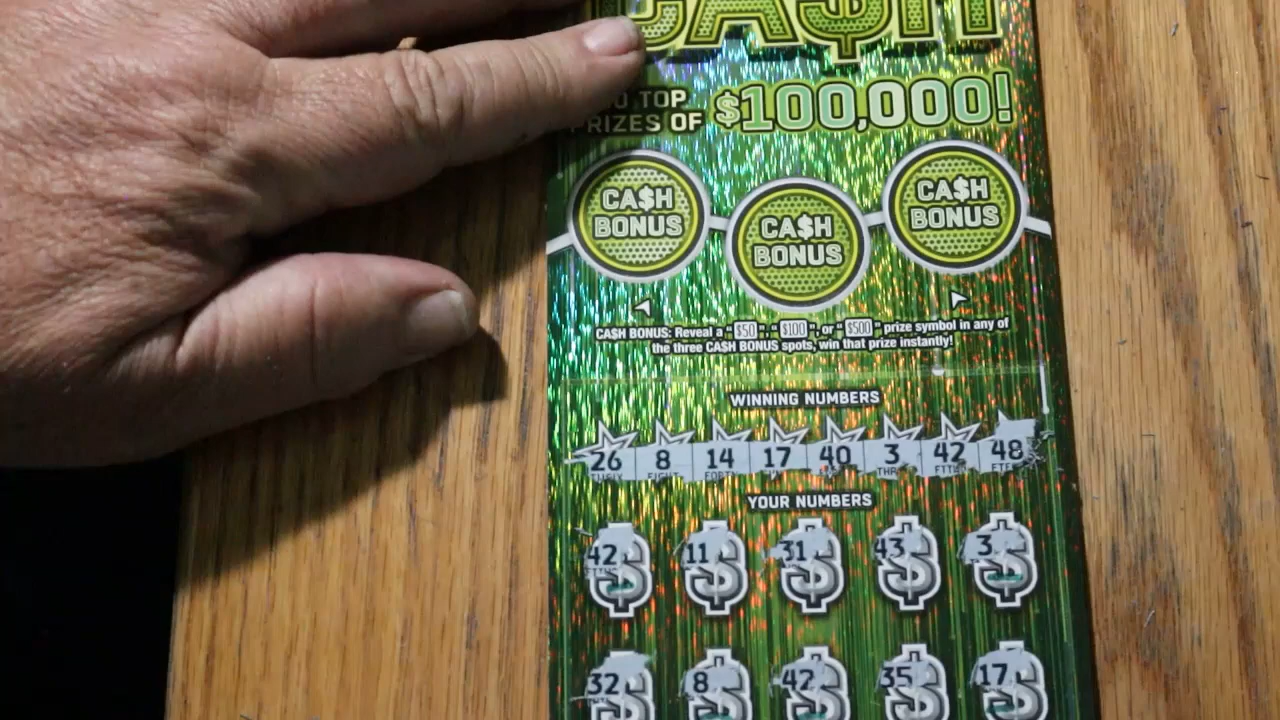 CA$H
TOP
PRIZES OF $100,000!
CA$H
BONUS
CA$H
BONUS
CA$H
BONUS
CA$H BONUS: Reveal a "$50", "$100", or "$500" prize symbol in any of
the three CA$H BONUS spots, win that prize instantly!
WINNING NUMBERS
26 8 14 17 40 3 42 48
YOUR NUMBERS
42 11 31 43 3
32 8 42 35 17